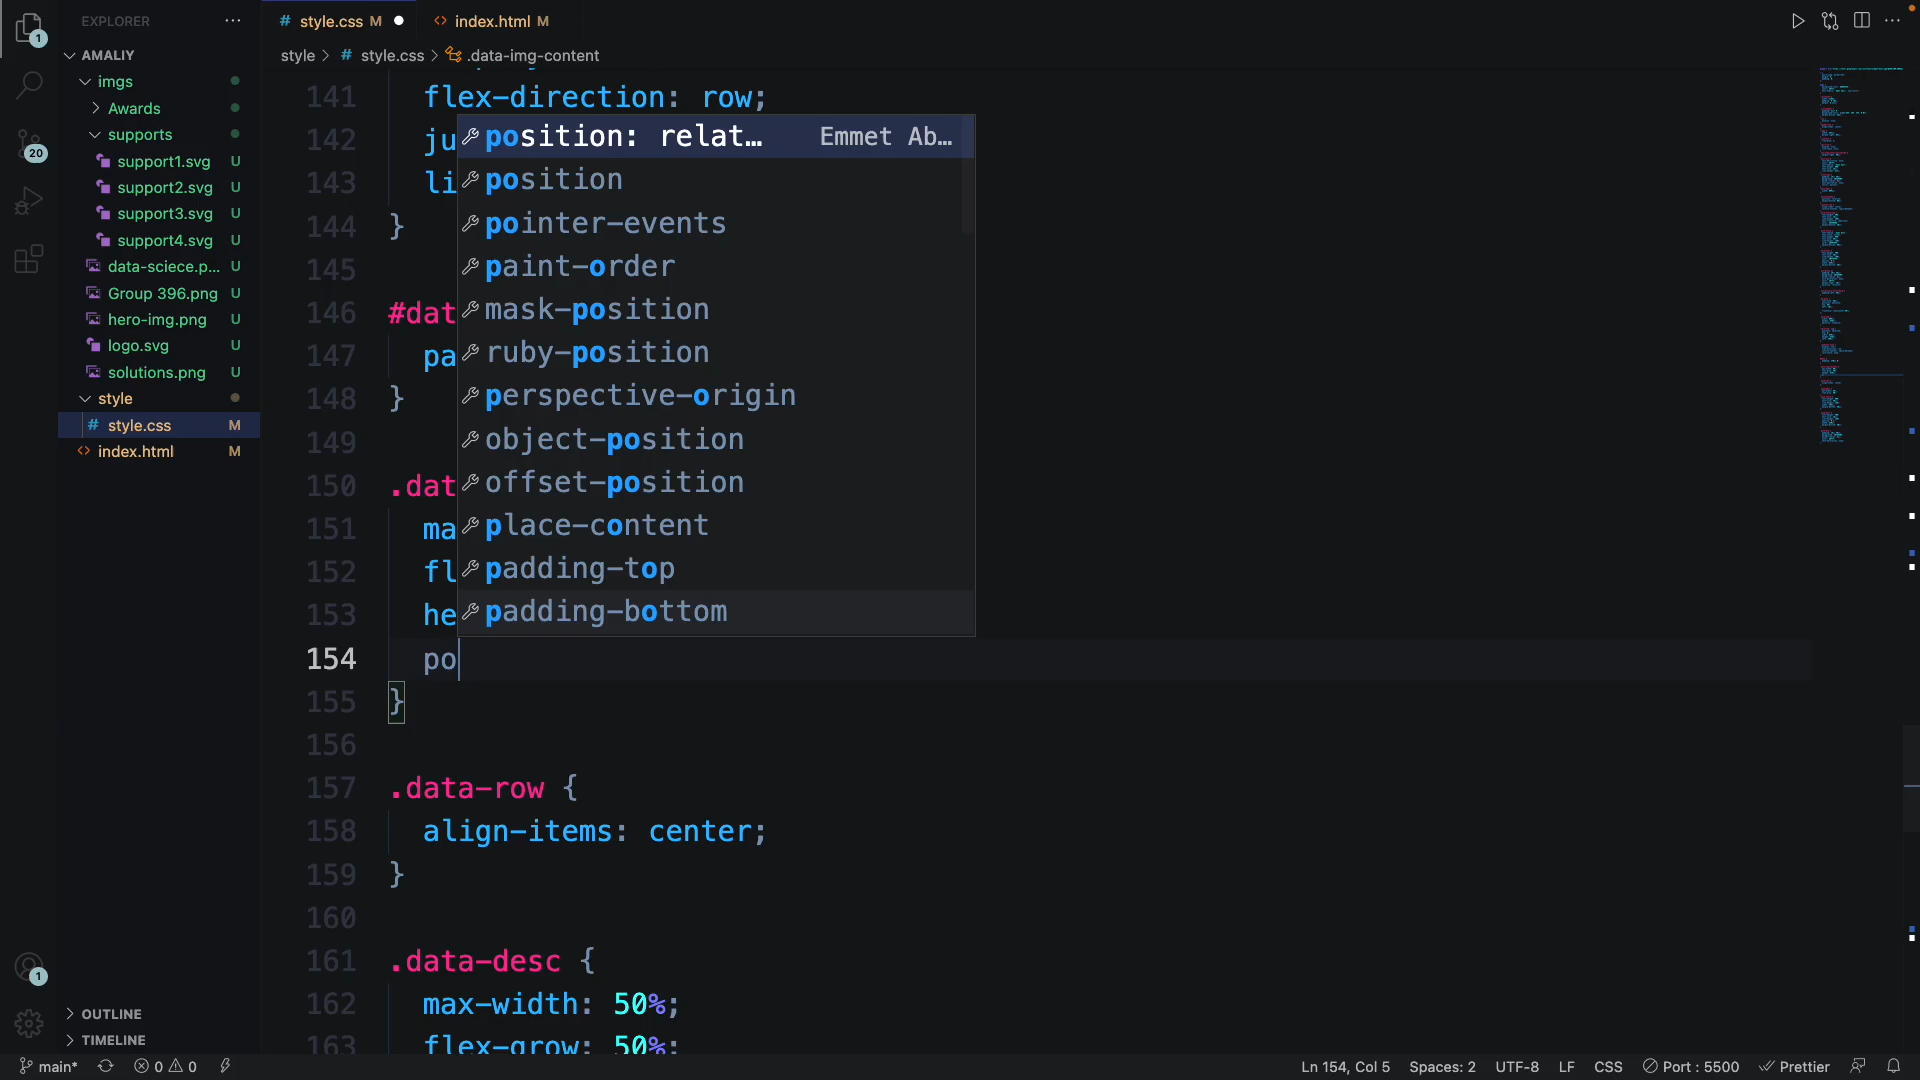 EXPLORER
style.css M
index.html M
AMALIY
style > # style.css > .data-img-content
imgs
Awards
supports
support1.svg U
support2.svg U
support3.svg U
support4.svg U
data-sciece.p... U
Group 396.png U
hero-img.png U
logo.svg U
solutions.png U
style
# style.css M
index.html M
OUTLINE
TIMELINE
141 flex-direction: row;
142 ju
143 li
144 }
145
146 #dat
147 pa
148 }
149
150 .dat
151 ma
152 fl
153 he
154 po
155 }
156
157 .data-row {
158 align-items: center;
159 }
160
161 .data-desc {
162 max-width: 50%;
163 flex-grow: 50%;
position: relat... Emmet Ab...
position
pointer-events
paint-order
mask-position
ruby-position
perspective-origin
object-position
offset-position
place-content
padding-top
padding-bottom
1
20
1
main* 0 0
Ln 154, Col 5 Spaces: 2 UTF-8 LF CSS Port : 5500 Prettier